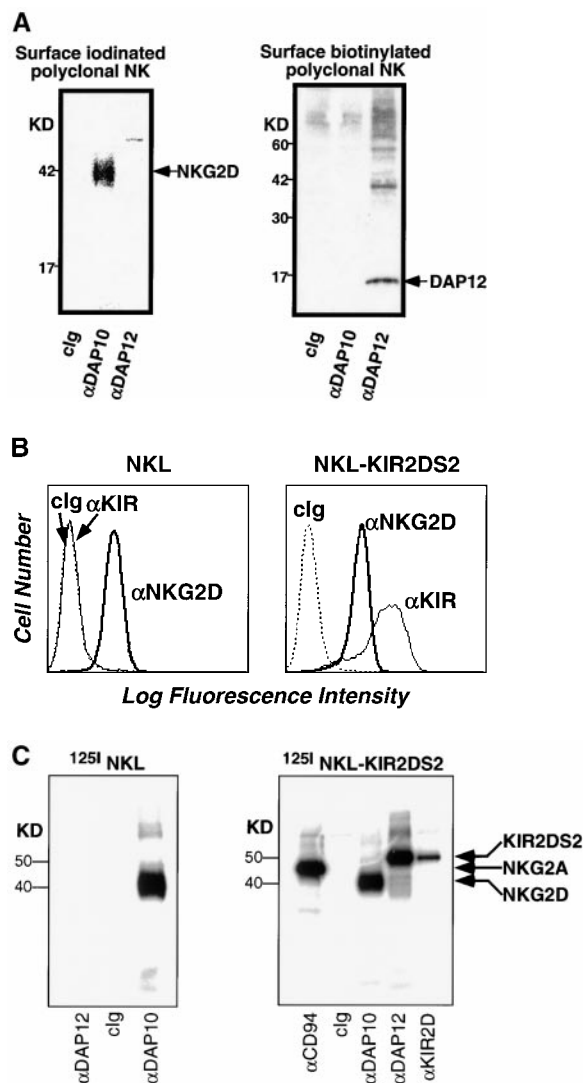 A
Surface iodinated
polyclonal NK
KD
42
17
NKG2D
cIg
αDAP10
αDAP12
Surface biotinylated
polyclonal NK
KD
60
42
30
17
DAP12
cIg
αDAP10
αDAP12
B
NKL
cIg
αKIR
αNKG2D
NKL-KIR2DS2
cIg
αNKG2D
αKIR
Cell Number
Log Fluorescence Intensity
C
125I NKL
KD
50
40
αDAP12
cIg
αDAP10
125I NKL-KIR2DS2
KD
50
40
KIR2DS2
NKG2A
NKG2D
αCD94
cIg
αDAP10
αDAP12
αKIR2D